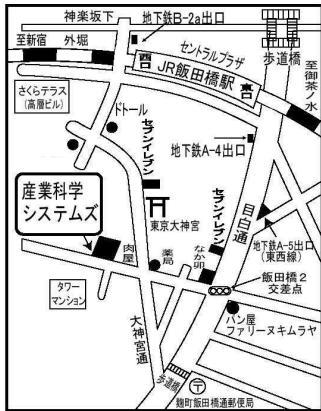 神楽坂下
地下鉄B-2a出口
至新宿
外堀
セントラルプラザ
西口
JR飯田橋駅
東口
歩道橋
至御茶ノ水
さくらテラス
(高層ビル)
ドトール
セブンイレブン
地下鉄A-4出口
産業科学
システムズ
東京大神宮
セブンイレブン
目白通
地下鉄A-5出口
(東西線)
肉屋
薬局
なか卯
飯田橋2
交差点
タワー
マンション
大神宮通
パン屋
ファリーヌキムラヤ
歩道橋
〒
麹町飯田橋通郵便局